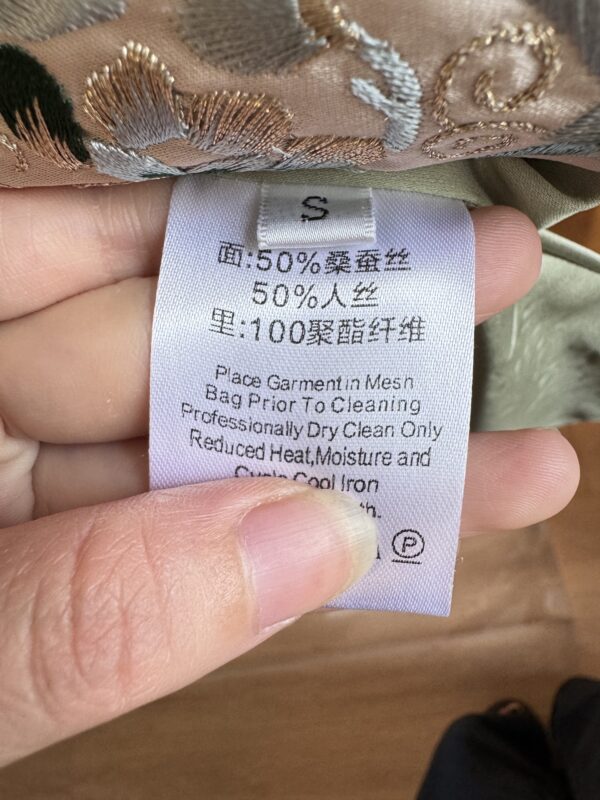 S
面:50%桑蚕丝
50%人丝
里:100聚酯纤维
Place Garment in Mesh
Bag Prior To Cleaning
Professionally Dry Clean Only
Reduced Heat,Moisture and
Cool Iron
P